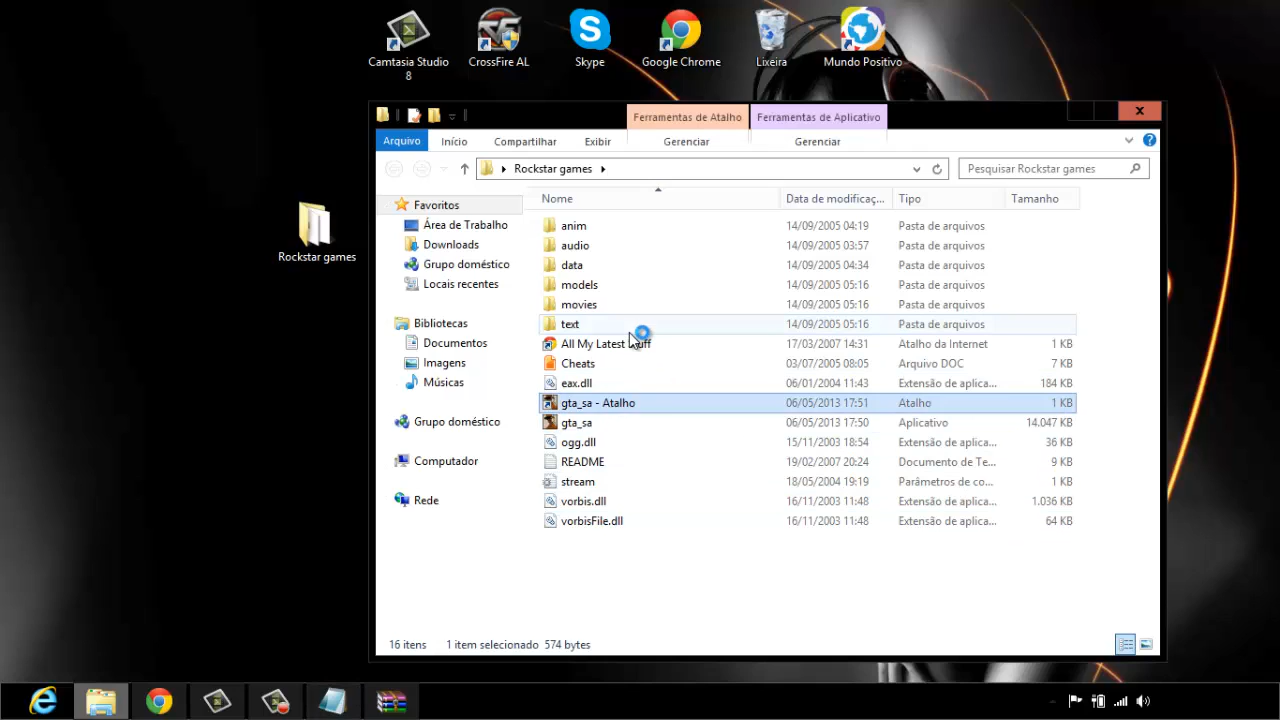 Camtasia Studio 8
CrossFire AL
Skype
Google Chrome
Lixeira
Mundo Positivo
Rockstar games
Ferramentas de Atalho
Ferramentas de Aplicativo
Arquivo
Início
Compartilhar
Exibir
Gerenciar
Gerenciar
Rockstar games
Pesquisar Rockstar games
Nome
Data de modificaç...
Tipo
Tamanho
Favoritos
Área de Trabalho
Downloads
Grupo doméstico
Locais recentes
Bibliotecas
Documentos
Imagens
Músicas
Grupo doméstico
Computador
Rede
anim 14/09/2005 04:19 Pasta de arquivos
audio 14/09/2005 03:57 Pasta de arquivos
data 14/09/2005 04:34 Pasta de arquivos
models 14/09/2005 05:16 Pasta de arquivos
movies 14/09/2005 05:16 Pasta de arquivos
text 14/09/2005 05:16 Pasta de arquivos
All My Latest 17/03/2007 14:31 Atalho da Internet 1 KB
Cheats 03/07/2005 08:05 Arquivo DOC 7 KB
eax.dll 06/01/2004 11:43 Extensão de aplica... 184 KB
gta_sa - Atalho 06/05/2013 17:51 Atalho 1 KB
gta_sa 06/05/2013 17:50 Aplicativo 14.047 KB
ogg.dll 15/11/2003 18:54 Extensão de aplica... 36 KB
README 19/02/2007 20:24 Documento de Te... 9 KB
stream 18/05/2004 19:19 Parâmetros de co... 1 KB
vorbis.dll 16/11/2003 11:48 Extensão de aplica... 1.036 KB
vorbisFile.dll 16/11/2003 11:48 Extensão de aplica... 64 KB
16 itens 1 item selecionado 574 bytes